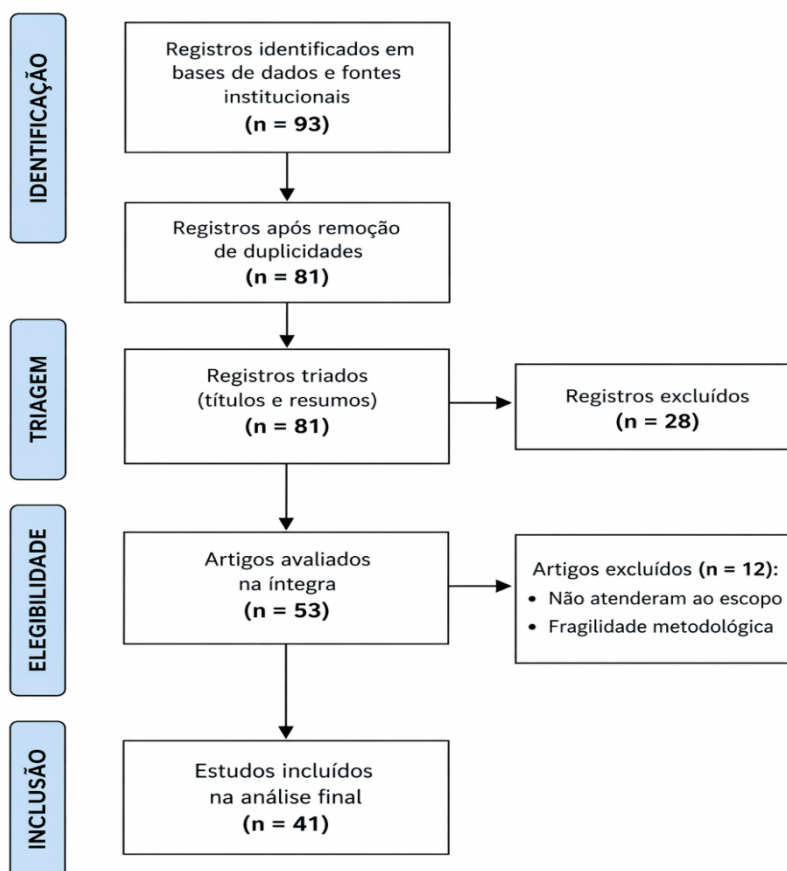 IDENTIFICAÇÃO
Registros identificados em
bases de dados e fontes
institucionais
(n = 93)
Registros após remoção
de duplicidades
(n = 81)
TRIAGEM
Registros triados
(títulos e resumos)
(n = 81)
Registros excluídos
(n = 28)
ELEGIBILIDADE
Artigos avaliados
na íntegra
(n = 53)
Artigos excluídos (n = 12):
• Não atenderam ao escopo
• Fragilidade metodológica
INCLUSÃO
Estudos incluídos
na análise final
(n = 41)